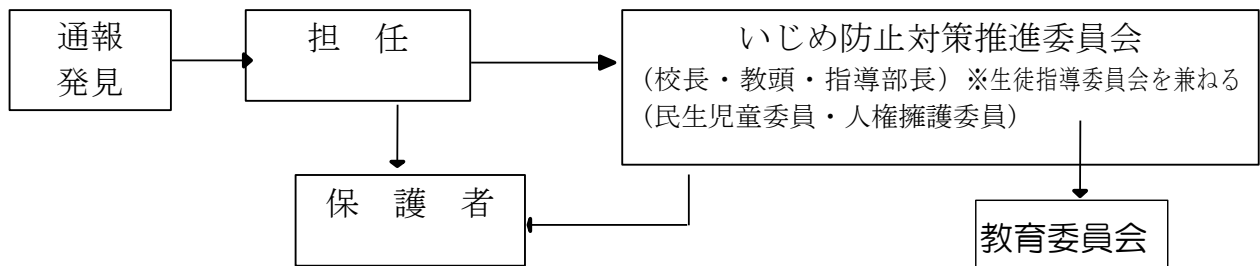 通報
発見
担　任
いじめ防止対策推進委員会
(校長・教頭・指導部長) ※生徒指導委員会を兼ねる
(民生児童委員・人権擁護委員)
保　護　者
教育委員会